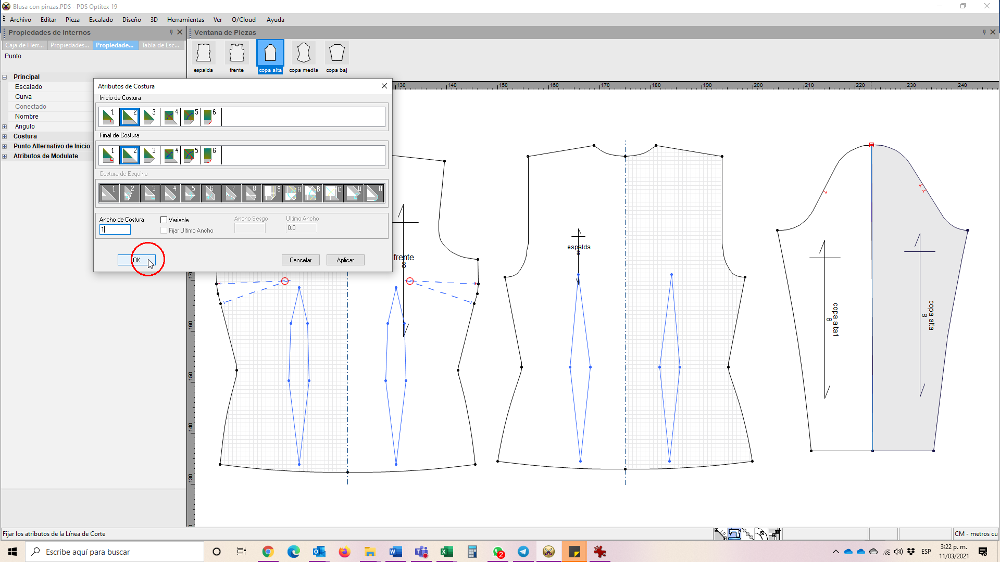 Blusa con pinzas.PDS - PDS Optitex 19
Archivo Editar Pieza Escalado Diseño 3D Herramientas Ver O/Cloud Ayuda
Propiedades de Internos
Ventana de Piezas
Caja de Herr... Propiedades... Propiedade... Tabla de Esc...
Punto
espalda frente copa alta copa media copa baj
Principal
Escalado
Curva
Conectado
Nombre
Angulo
Costura
Punto Alternativo de Inicio
Atributos de Modulate
130 140 150 160 170 180 190 200 210 220 230 240
Atributos de Costura
Inicio de Costura
1 2 3 4 5 6
Final de Costura
1 2 3 4 5 6
Costura de Esquina
1 2 3 4 5 6 7 8 9 A B C D H
Ancho de Costura
1
Variable
Fijar Ultimo Ancho
Ancho Sesgo
Ultimo Ancho
0.0
OK Cancelar Aplicar
frente
8
espalda
8
copa alta1
8
copa alta
8
160
150
140
130
Fijar los atributos de la Línea de Corte
CM - metros cu
Escribe aquí para buscar
2
ESP
3:22 p. m.
11/03/2021